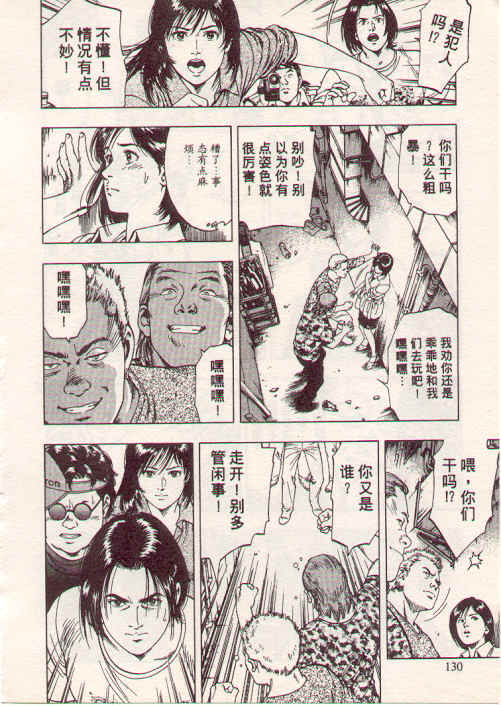 是犯人
吗!?
不懂！但
情况有点
不妙！
你们干吗
？这么粗
暴！
别吵！别
以为你有
点姿色就
很厉害！
我劝你还是
乖乖地和我
们去玩吧！
嘿嘿嘿…
糟了…事
态有点麻
烦…
嘿嘿嘿！
嘿嘿
嘿嘿！
喂，你们
干吗!?
你又是
谁？
走开！别多
管闲事！
ron
130